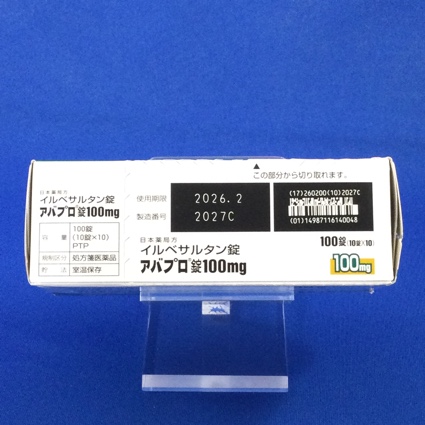 ▲
この部分から切り取れます。
日本薬局方
イルベサルタン錠
アバプロ®錠100mg
容量
100錠
(10錠×10)
PTP
規制区分 処方箋医薬品
貯法 室温保存
使用期限 2026.2
製造番号 2027C
(17)260200(10)2027C
(01)14987116140048
日本薬局方
イルベサルタン錠
アバプロ®錠100mg
100錠(10錠×10)
100mg